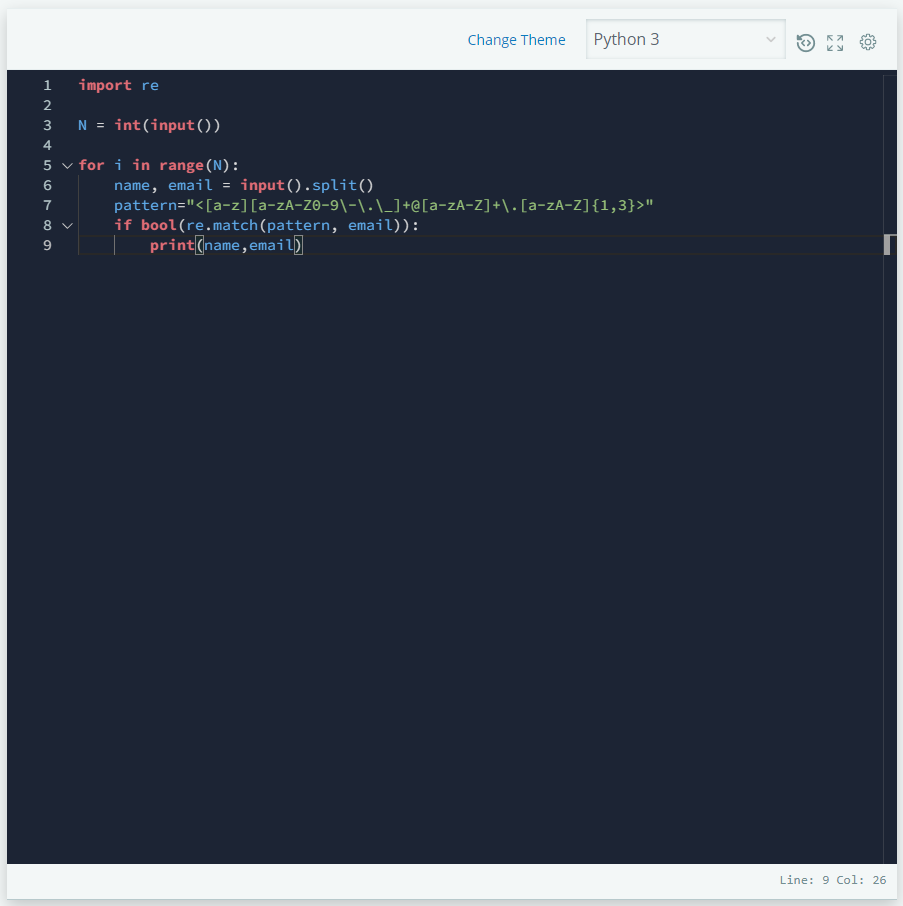 Change Theme Python 3
1 import re
2
3 N = int(input())
4
5 for i in range(N):
6     name, email = input().split()
7     pattern="<[a-z][a-zA-Z0-9\-\.\_]+@[a-zA-Z]+\.[a-zA-Z]{1,3}>"
8     if bool(re.match(pattern, email)):
9         print(name,email)
Line: 9 Col: 26